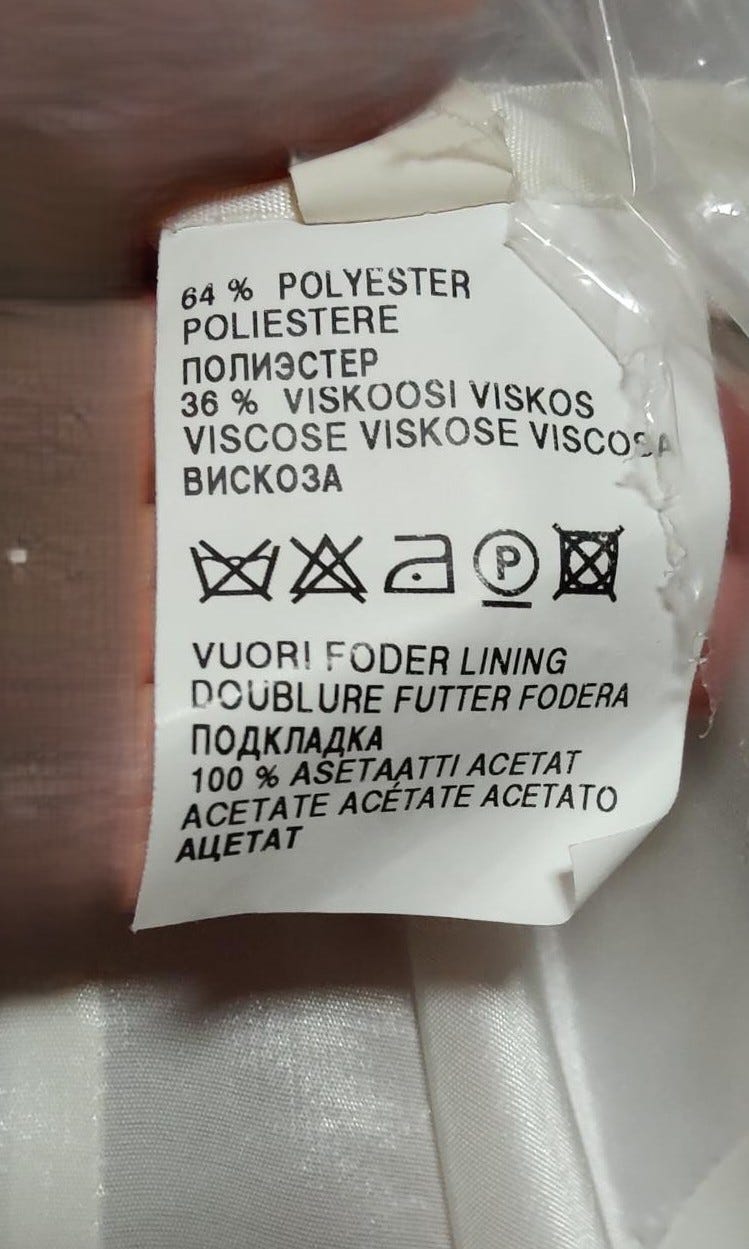 64 % POLYESTER
POLIESTERE
ПОЛИЭСТЕР
36 % VISKOOSI VISKOS
VISCOSE VISKOSE VISCOSA
ВИСКОЗА
P
VUORI FODER LINING
DOUBLURE FUTTER FODERA
ПОДКЛАДКА
100 % ASETAATTI ACETAT
ACETATE ACÉTATE ACETATO
АЦЕТАТ